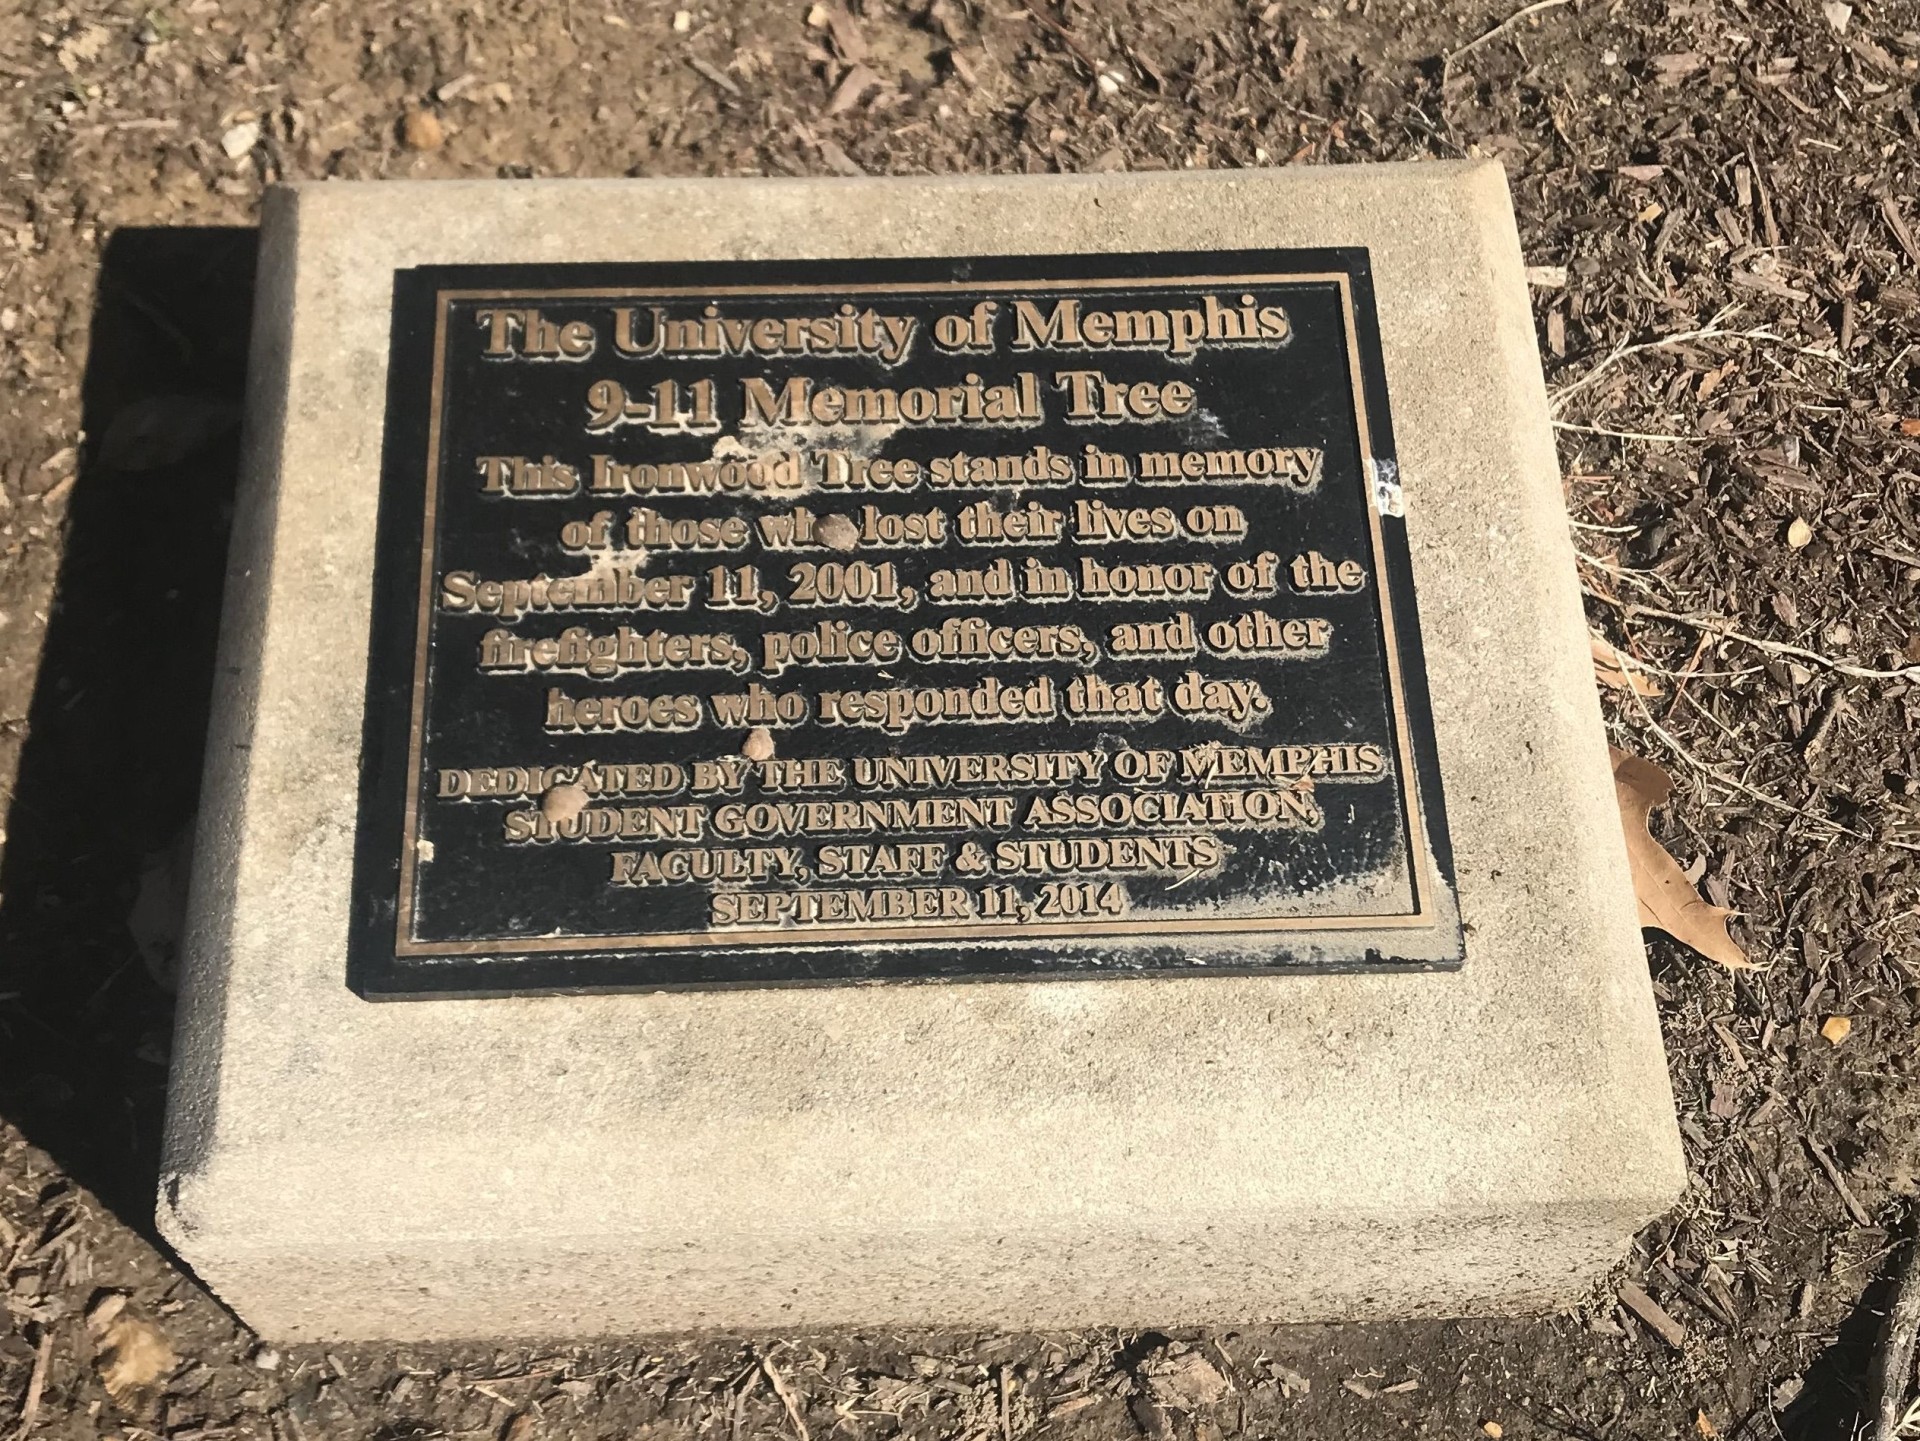 The University of Memphis
9-11 Memorial Tree
This Ironwood Tree stands in memory
of those who lost their lives on
September 11, 2001, and in honor of the
firefighters, police officers, and other
heroes who responded that day.
DEDICATED BY THE UNIVERSITY OF MEMPHIS
STUDENT GOVERNMENT ASSOCIATION,
FACULTY, STAFF & STUDENTS
SEPTEMBER 11, 2014